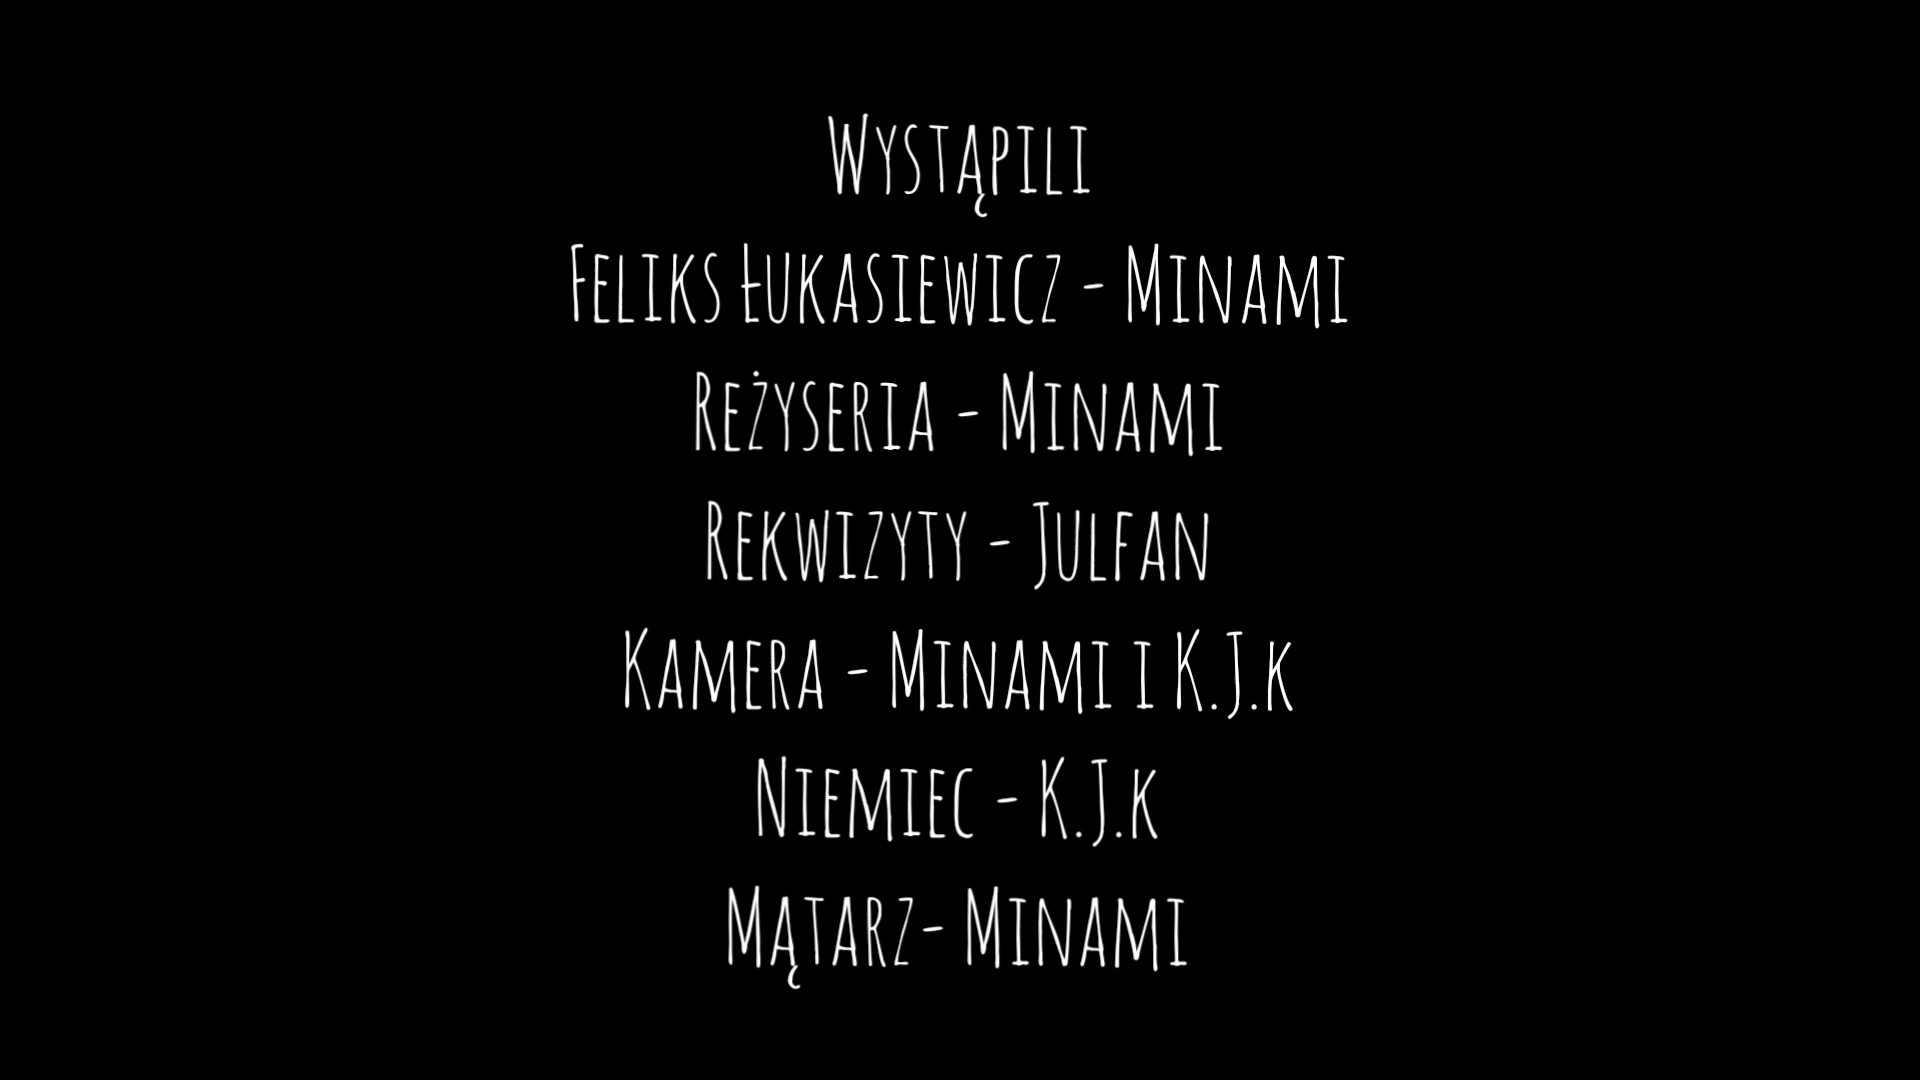 Wystąpili
Feliks Łukasiewicz - Minami
Reżyseria - Minami
Rekwizyty - Julfan
Kamera - Minami i K.J.k
Niemiec - K.J.k
Mątarz- Minami